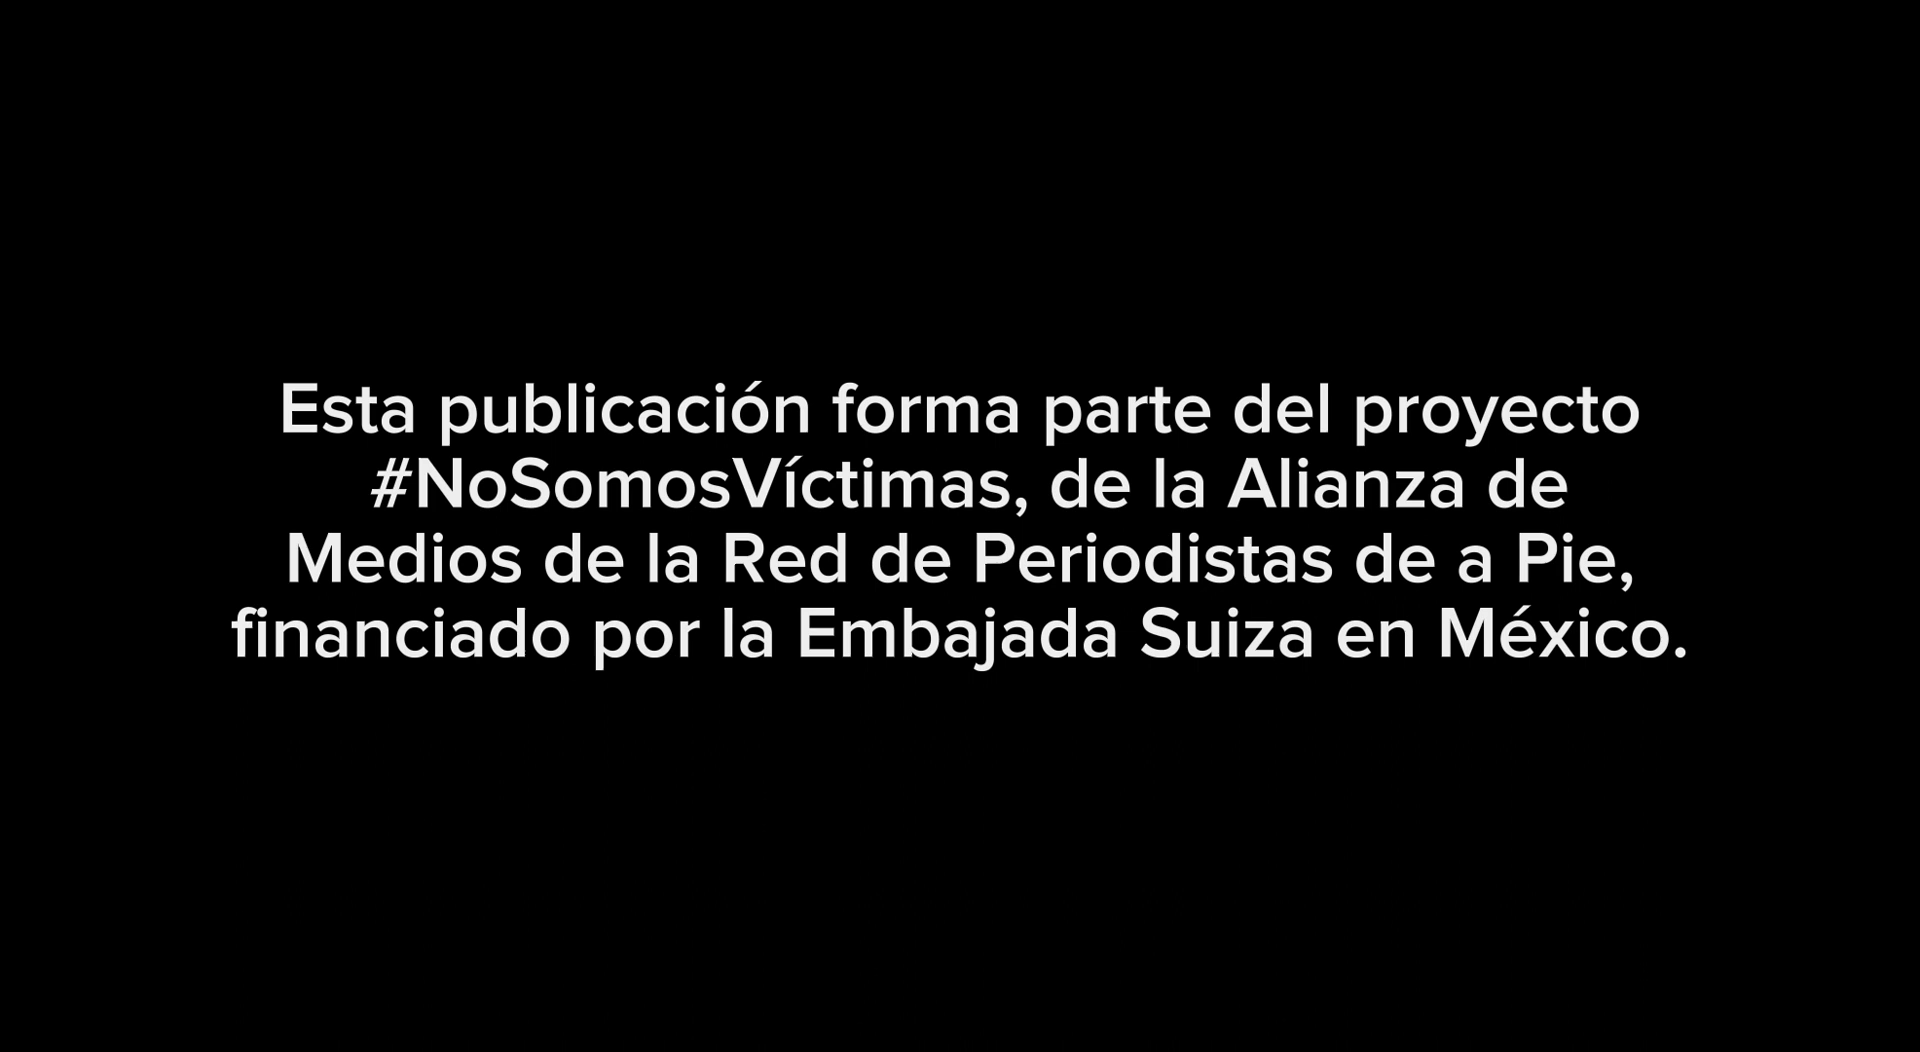 Esta publicación forma parte del proyecto
#NoSomosVíctimas, de la Alianza de
Medios de la Red de Periodistas de a Pie,
financiado por la Embajada Suiza en México.